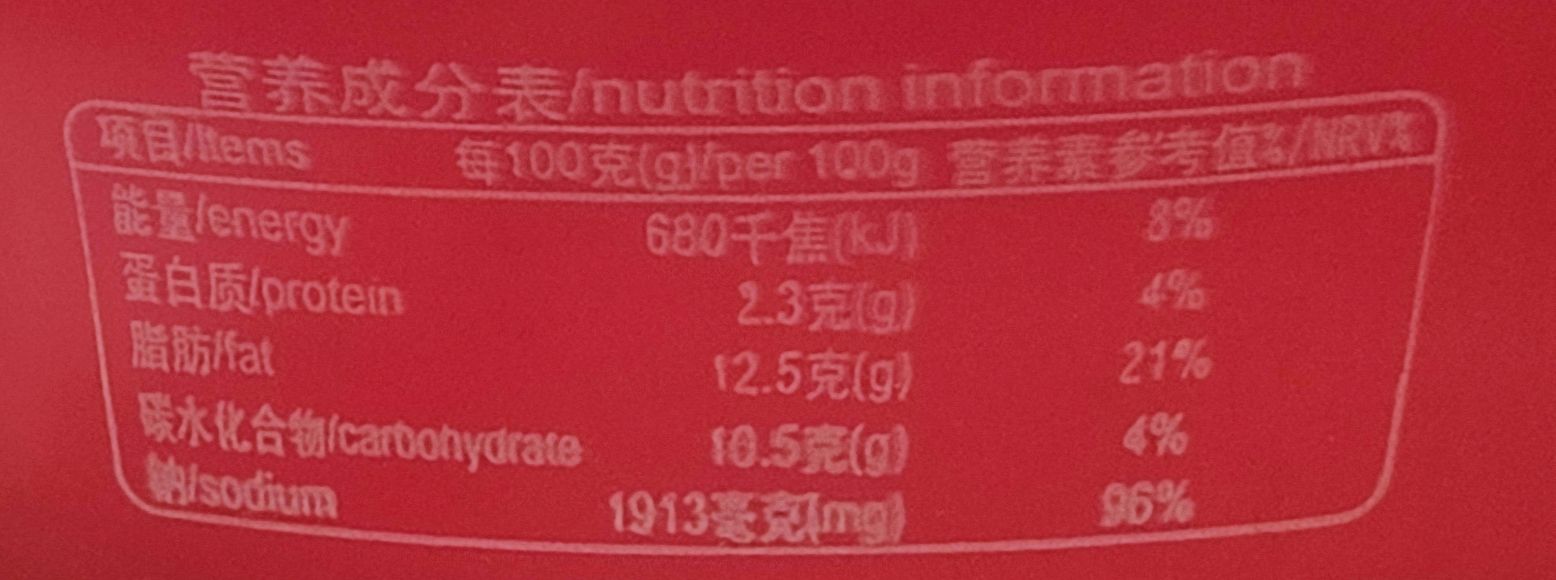 营养成分表/nutrition information
项目/Items 每100克(g)/per 100g 营养素参考值%/NRV%
能量/energy 680千焦(kJ) 8%
蛋白质/protein 2.3克(g) 4%
脂肪/fat 12.5克(g) 21%
碳水化合物/carbohydrate 10.5克(g) 4%
钠/sodium 1913毫克(mg) 96%